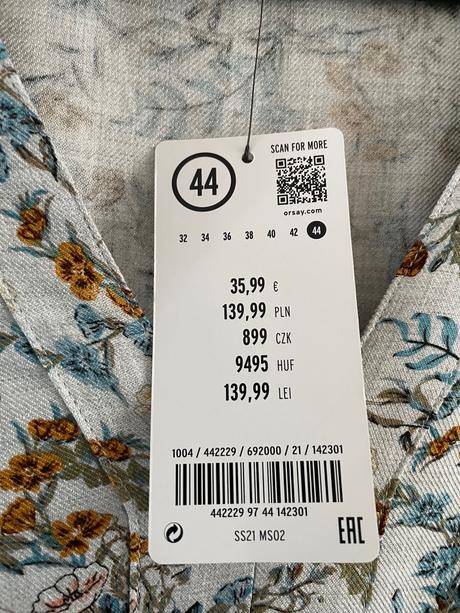 SCAN FOR MORE
44
orsay.com
32 34 36 38 40 42 44
35,99 €
139,99 PLN
899 CZK
9495 HUF
139,99 LEI
1004 / 442229 / 692000 / 21 / 142301
442229 97 44 142301
SS21 MS02
EAC